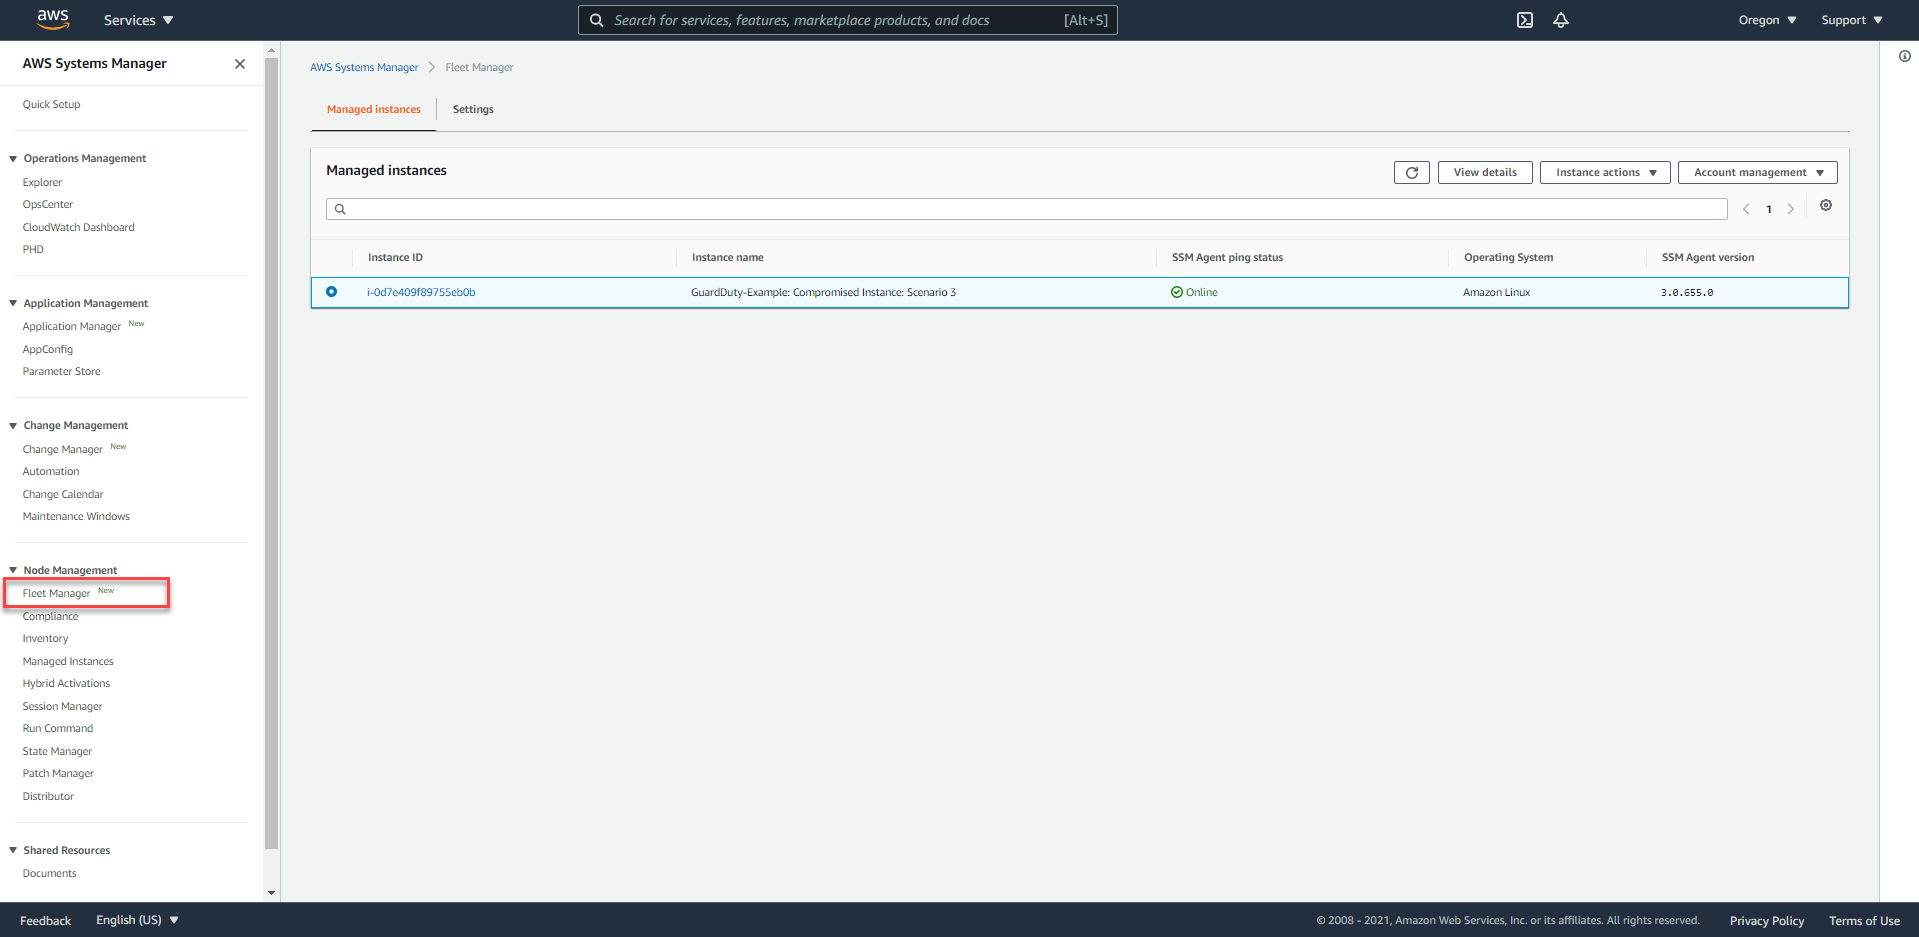 aws Services Search for services, features, marketplace products, and docs [Alt+S] Oregon Support
AWS Systems Manager
Quick Setup
Operations Management
Explorer
OpsCenter
CloudWatch Dashboard
PHD
Application Management
Application Manager New
AppConfig
Parameter Store
Change Management
Change Manager New
Automation
Change Calendar
Maintenance Windows
Node Management
Fleet Manager New
Compliance
Inventory
Managed Instances
Hybrid Activations
Session Manager
Run Command
State Manager
Patch Manager
Distributor
Shared Resources
Documents
AWS Systems Manager Fleet Manager
Managed instances Settings
Managed instances View details Instance actions Account management
1
Instance ID Instance name SSM Agent ping status Operating System SSM Agent version
i-0d7e409f89755eb0b GuardDuty-Example: Compromised Instance: Scenario 3 Online Amazon Linux 3.0.655.0
Feedback English (US) © 2008 - 2021, Amazon Web Services, Inc. or its affiliates. All rights reserved. Privacy Policy Terms of Use